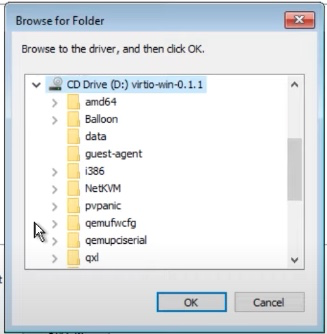 Browse for Folder
Browse to the driver, and then click OK.
CD Drive (D:) virtio-win-0.1.1
amd64
Balloon
data
guest-agent
i386
NetKVM
pvpanic
qemufwcfg
qemupciserial
qxl
OK
Cancel